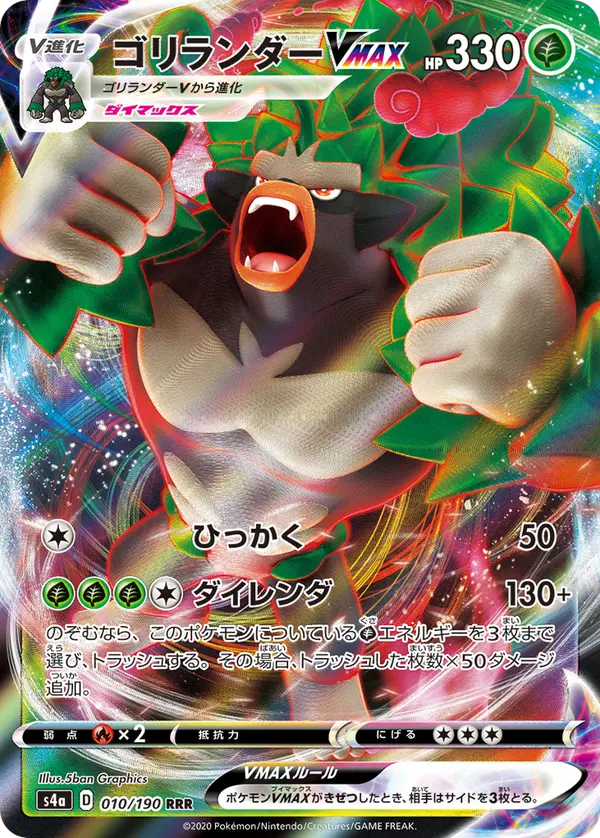 V進化
ゴリランダーVMAX
HP330
ゴリランダーVから進化
ダイマックス
ひっかく 50
ダイレンダ 130+
のぞむなら、このポケモンについているエネルギーを3枚まで
選び、トラッシュする。その場合、トラッシュした枚数×50ダメージ
追加。
弱点 ×2 抵抗力 にげる
Illus.5ban Graphics
VMAXルール
s4a D 010/190 RRR
ポケモンVMAXがきぜつしたとき、相手はサイドを3枚とる。
©2020 Pokémon/Nintendo/Creatures/GAME FREAK.